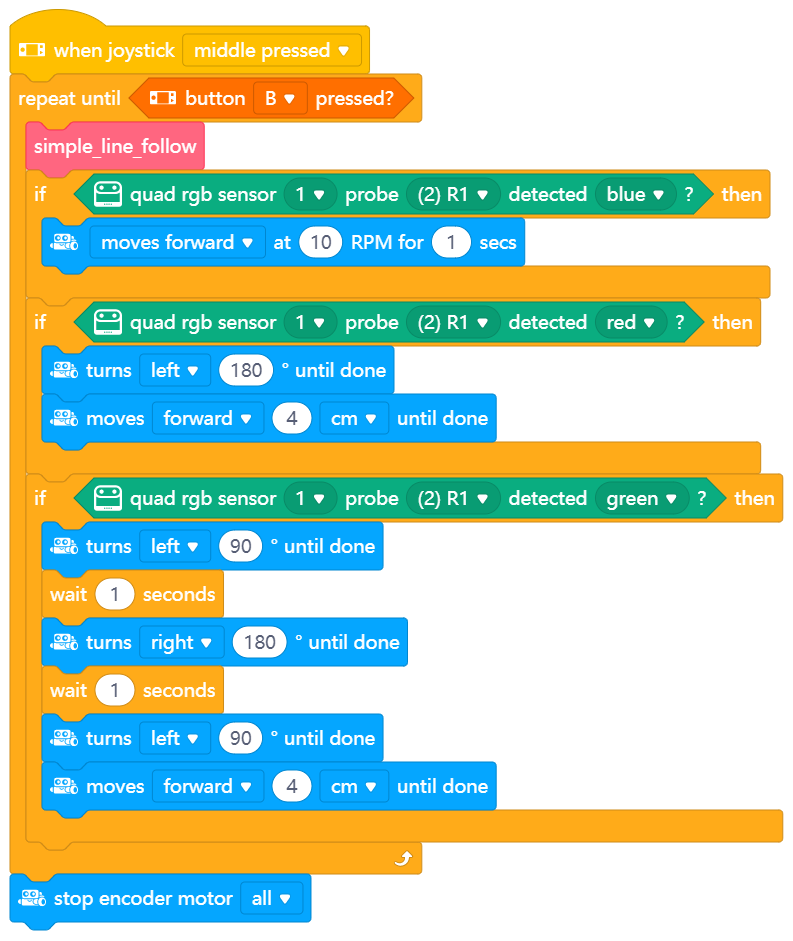 when joystick middle pressed
repeat until button B pressed?
simple_line_follow
if quad rgb sensor 1 probe (2) R1 detected blue ? then
moves forward at 10 RPM for 1 secs
if quad rgb sensor 1 probe (2) R1 detected red ? then
turns left 180 ° until done
moves forward 4 cm until done
if quad rgb sensor 1 probe (2) R1 detected green ? then
turns left 90 ° until done
wait 1 seconds
turns right 180 ° until done
wait 1 seconds
turns left 90 ° until done
moves forward 4 cm until done
stop encoder motor all